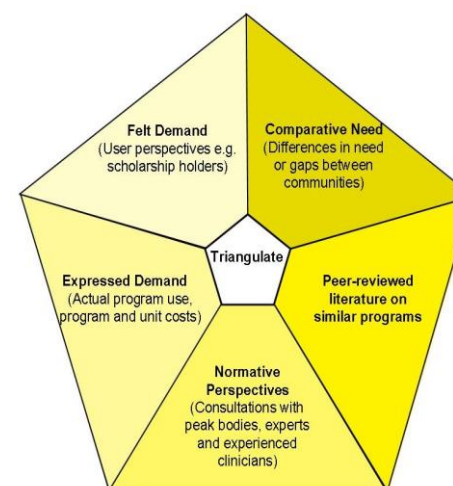 Felt Demand
(User perspectives e.g.
scholarship holders)
Comparative Need
(Differences in need
or gaps between
communities)
Triangulate
Expressed Demand
(Actual program use,
program and unit costs)
Peer-reviewed
literature on
similar programs
Normative
Perspectives
(Consultations with
peak bodies, experts
and experienced
clinicians)